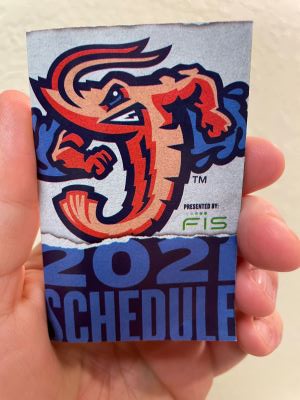 TM
PRESENTED BY:
FIS
2021
SCHEDULE